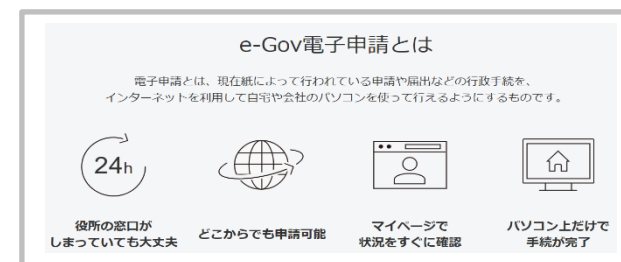 e-Gov電子申請とは
電子申請とは、現在紙によって行われている申請や届出などの行政手続を、
インターネットを利用して自宅や会社のパソコンを使って行えるようにするものです。
24h
役所の窓口が
しまっていても大丈夫
どこからでも申請可能
マイページで
状況をすぐに確認
パソコン上だけで
手続が完了